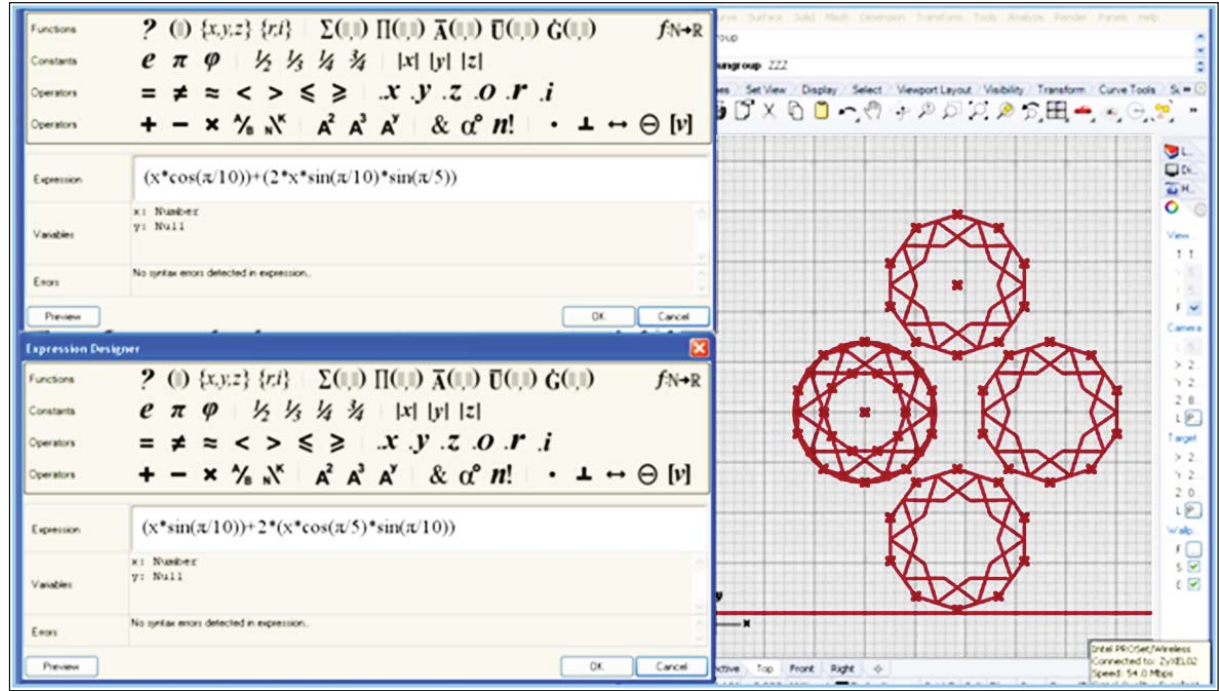 Functions ? () {x,y,z} {r,i} Σ(,) Π(,) A̅(,) U̅(,) Ġ(,) f:N→R
Constants e π φ ½ ⅓ ¼ ¾ |x| |y| |z|
Operators = ≠ ≈ < > ⩽ ⩾ .x .y .z .o .r .i
Operators + − × A/B N\K A² A³ Aʸ & α° n! · ⊥ ↔ ⊖ [v]
Expression (x*cos(π/10))+(2*x*sin(π/10)*sin(π/5))
Variables
x: Number
y: Null
Errors No syntax errors detected in expression..
Preview OK Cancel
Expression Designer
Functions ? () {x,y,z} {r,i} Σ(,) Π(,) A̅(,) U̅(,) Ġ(,) f:N→R
Constants e π φ ½ ⅓ ¼ ¾ |x| |y| |z|
Operators = ≠ ≈ < > ⩽ ⩾ .x .y .z .o .r .i
Operators + − × A/B N\K A² A³ Aʸ & α° n! · ⊥ ↔ ⊖ [v]
Expression (x*sin(π/10))+2*(x*cos(π/5)*sin(π/10))
Variables
x: Number
y: Null
Errors No syntax errors detected in expression..
Preview OK Cancel
Surface Solid Mesh Dimension Transform Tools Analyze Render Panels Help
oup
ungroup ZZZ
es Set View Display Select Viewport Layout Visibility Transform Curve Tools
L...
Di..
H..
View..
Camera
Target
Wallp..
y
x
ctive Top Front Right
Intel PROSet/Wireless
Connected to: ZyXEL02
Speed: 54.0 Mbps